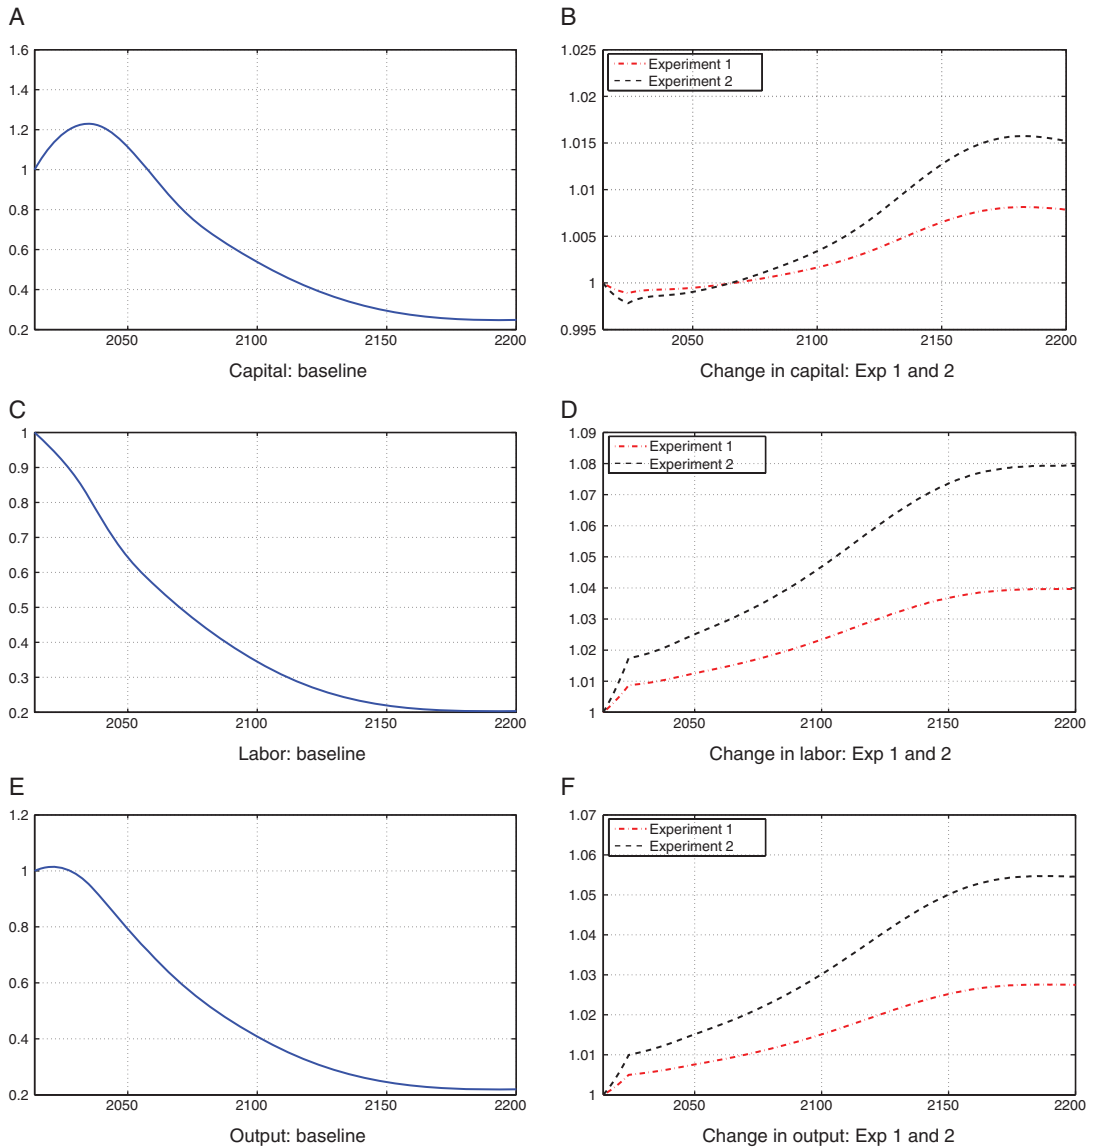 A
1.6
1.4
1.2
1
0.8
0.6
0.4
0.2
2050 2100 2150 2200
Capital: baseline
B
1.025
1.02
1.015
1.01
1.005
1
0.995
Experiment 1
Experiment 2
2050 2100 2150 2200
Change in capital: Exp 1 and 2
C
1
0.9
0.8
0.7
0.6
0.5
0.4
0.3
0.2
2050 2100 2150 2200
Labor: baseline
D
1.09
1.08
1.07
1.06
1.05
1.04
1.03
1.02
1.01
1
Experiment 1
Experiment 2
2050 2100 2150 2200
Change in labor: Exp 1 and 2
E
1.2
1
0.8
0.6
0.4
0.2
2050 2100 2150 2200
Output: baseline
F
1.07
1.06
1.05
1.04
1.03
1.02
1.01
1
Experiment 1
Experiment 2
2050 2100 2150 2200
Change in output: Exp 1 and 2